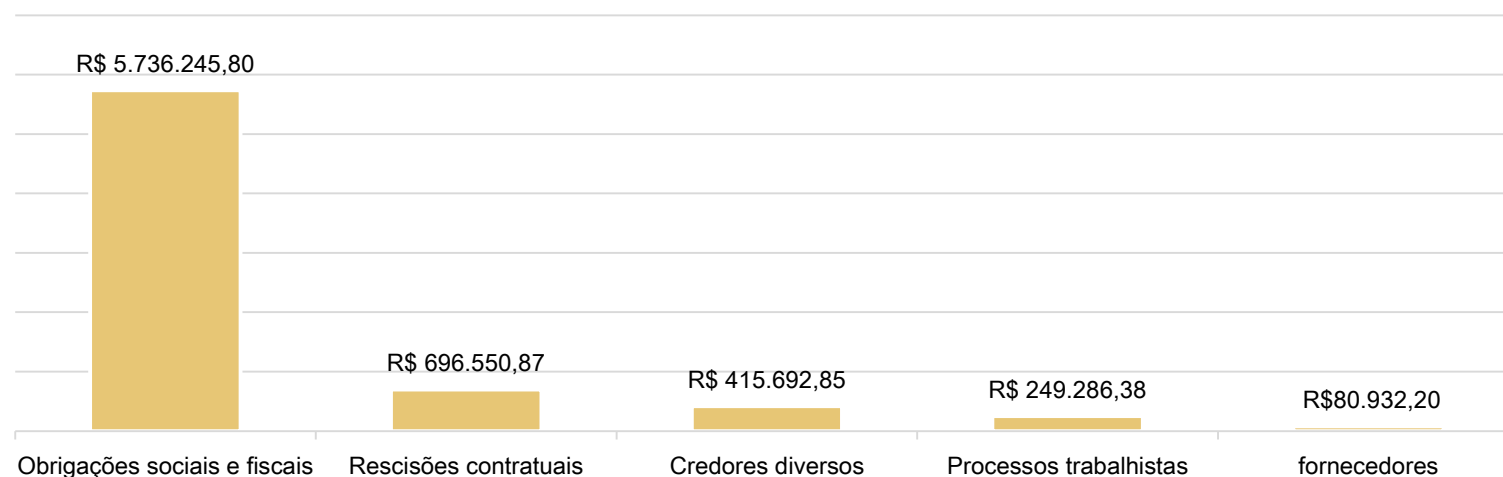 R$ 5.736.245,80
R$ 696.550,87
R$ 415.692,85
R$ 249.286,38
R$80.932,20
Obrigações sociais e fiscais
Rescisões contratuais
Credores diversos
Processos trabalhistas
fornecedores